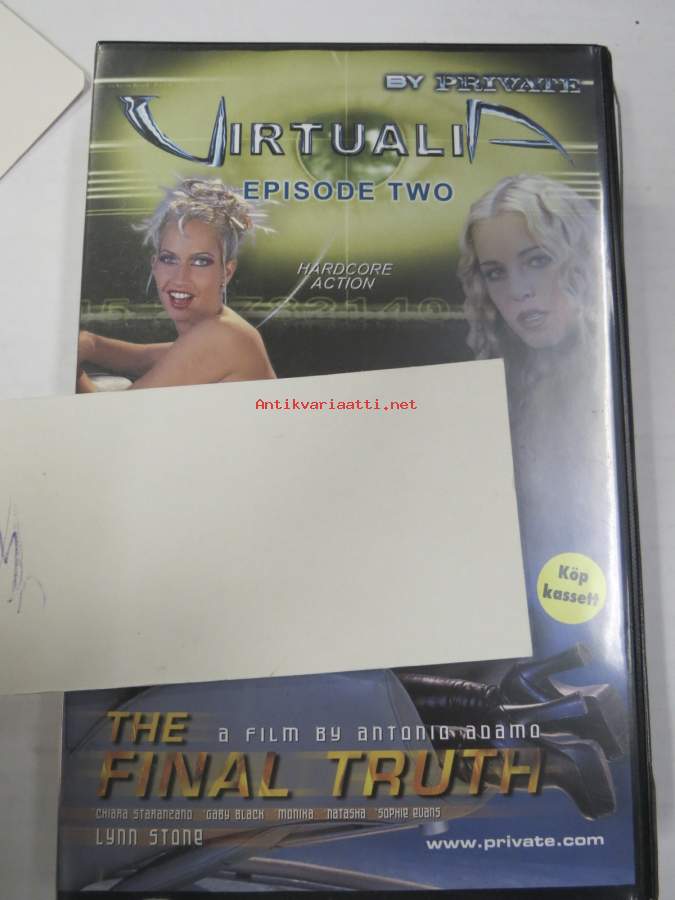 BY PRIVATE
VIRTUALIA
EPISODE TWO
HARDCORE
ACTION
Antikvariaatti.net
Köp
kassett
THE
A FILM BY ANTONIO ADAMO
FINAL TRUTH
CHIARA STARANZANO GABY BLACK MONIKA NATASHA SOPHIE EVANS
LYNN STONE
www.private.com